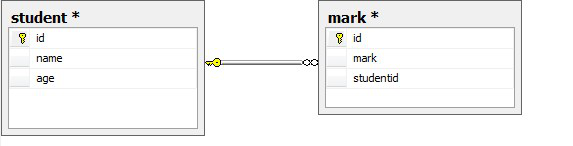 student *
id
name
age
mark *
id
mark
studentid